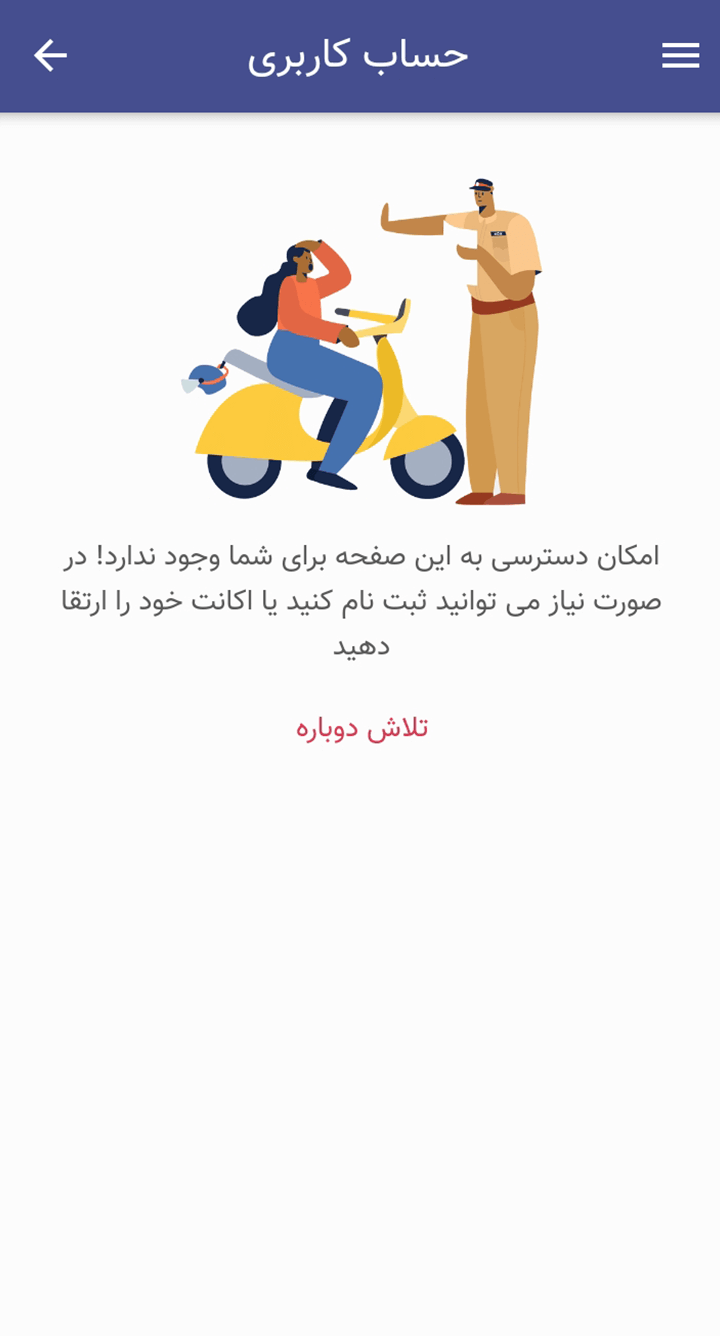 حساب کاربری
امکان دسترسی به این صفحه برای شما وجود ندارد! در
صورت نیاز می توانید ثبت نام کنید یا اکانت خود را ارتقا
دهید
تلاش دوباره